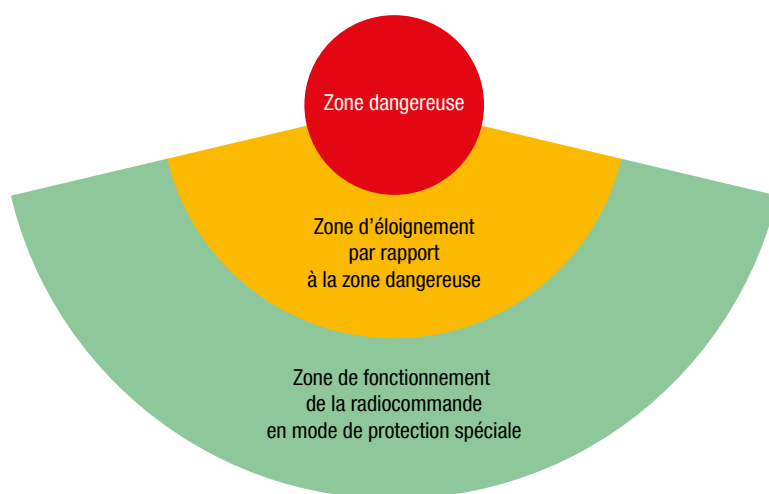 Zone dangereuse
Zone d’éloignement
par rapport
à la zone dangereuse
Zone de fonctionnement
de la radiocommande
en mode de protection spéciale